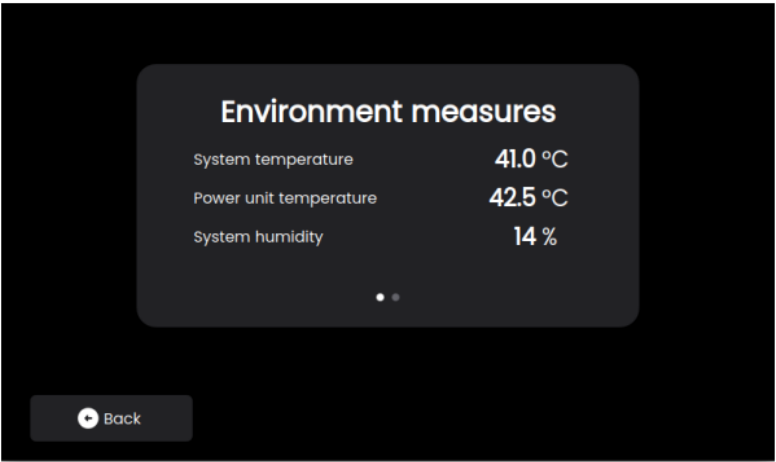 Environment measures
System temperature 41.0 °C
Power unit temperature 42.5 °C
System humidity 14 %
Back